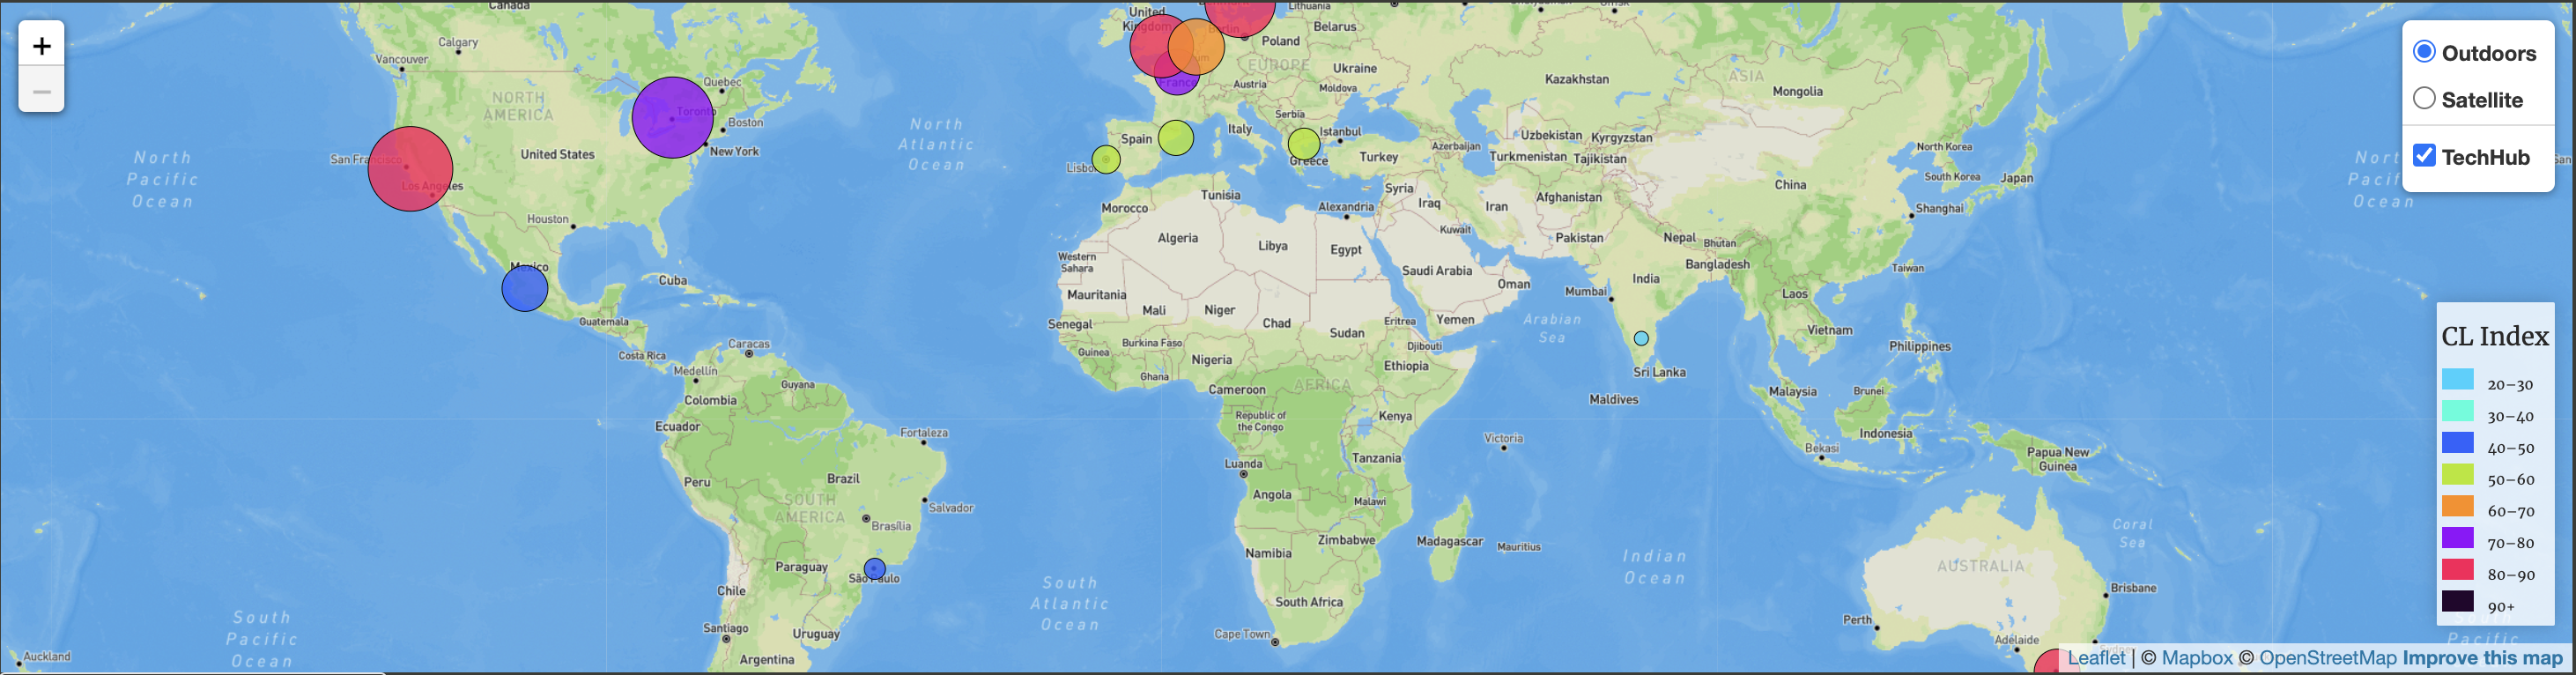 Canada
Calgary
Vancouver
NORTH
AMERICA
Quebec
Toronto
Boston
New York
United States
San Francisco
Los Angeles
Houston
Mexico
Cuba
Guatemala
Costa Rica
Caracas
Medellín
Guyana
Colombia
Ecuador
Fortaleza
Peru
Brazil
SOUTH
AMERICA
Salvador
Brasília
Paraguay
São Paulo
Chile
Santiago
Uruguay
Argentina
North
Pacific
Ocean
South
Pacific
Ocean
Auckland
North
Atlantic
Ocean
South
Atlantic
Ocean
United
Kingdom
Lithuania
Belarus
Berlin
Poland
EUROPE
Ukraine
France
Austria
Moldova
Serbia
Spain
Italy
Istanbul
Greece
Turkey
Azerbaijan
Kazakhstan
ASIA
Mongolia
Uzbekistan
Kyrgyzstan
Turkmenistan
Tajikistan
North Korea
South Korea
Japan
China
Shanghai
Tunisia
Syria
Morocco
Alexandria
Iraq
Iran
Afghanistan
Algeria
Libya
Egypt
Kuwait
Pakistan
Nepal
Bhutan
Bangladesh
Taiwan
Western
Sahara
Saudi Arabia
Oman
India
Mumbai
Laos
Mauritania
Mali
Niger
Chad
Sudan
Eritrea
Yemen
Arabian
Sea
Vietnam
Senegal
Burkina Faso
Guinea
Nigeria
Djibouti
Ethiopia
Philippines
Sri Lanka
Ghana
Cameroon
AFRICA
Maldives
Malaysia
Brunei
Republic of
the Congo
Kenya
Victoria
Indonesia
Bekasi
Papua New
Guinea
Luanda
Tanzania
Angola
Malawi
Zimbabwe
Namibia
Madagascar
Mauritius
Indian
Ocean
South Africa
Cape Town
AUSTRALIA
Coral
Sea
Brisbane
Perth
Adelaide
Sydney
+
−
Outdoors
Satellite
TechHub
CL Index
20–30
30–40
40–50
50–60
60–70
70–80
80–90
90+
South
Pacific
Leaflet | © Mapbox © OpenStreetMap Improve this map